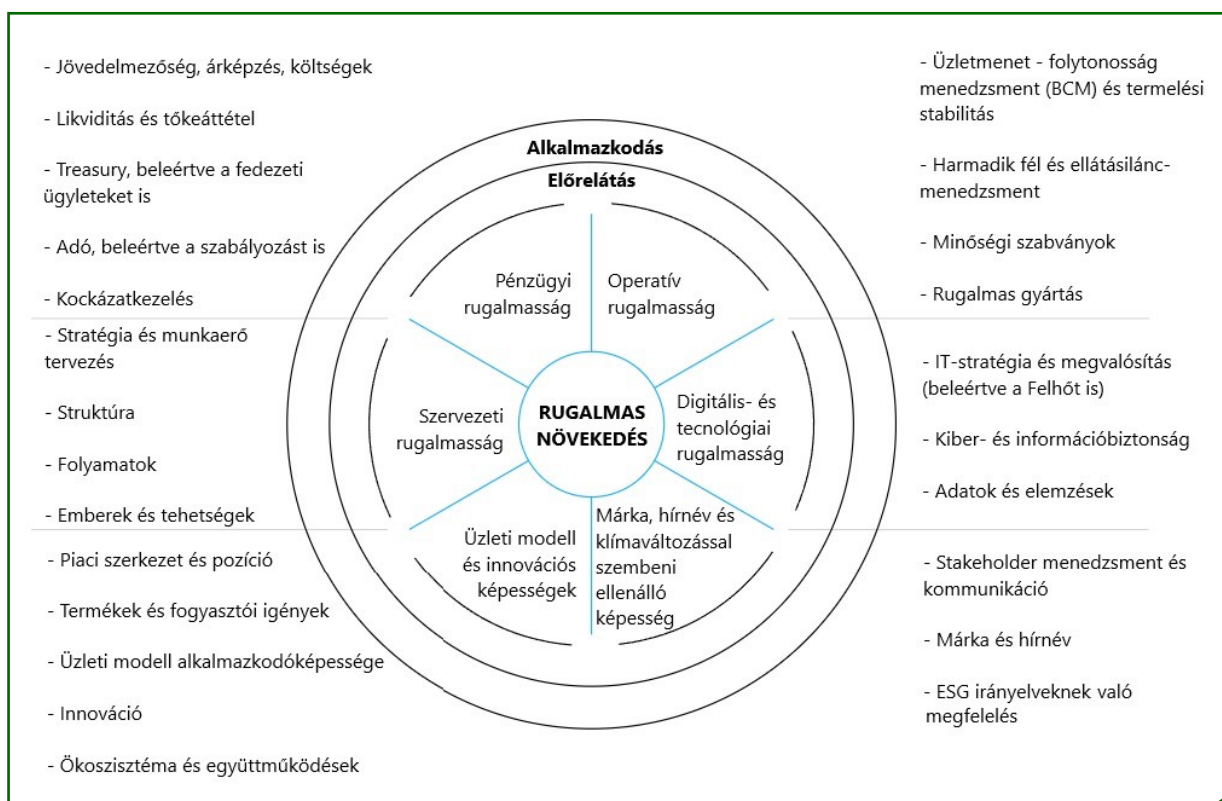 - Jövedelmezőség, árképzés, költségek
- Likviditás és tőkeáttétel
- Treasury, beleértve a fedezeti
ügyleteket is
- Adó, beleértve a szabályozást is
- Kockázatkezelés
- Stratégia és munkaerő
tervezés
- Struktúra
- Folyamatok
- Emberek és tehetségek
- Piaci szerkezet és pozíció
- Termékek és fogyasztói igények
- Üzleti modell alkalmazkodóképessége
- Innováció
- Ökoszisztéma és együttműködések
Alkalmazkodás
Előrelátás
Pénzügyi
rugalmasság
Operatív
rugalmasság
Szervezeti
rugalmasság
RUGALMAS
NÖVEKEDÉS
Digitális- és
tecnológiai
rugalmasság
Üzleti modell
és innovációs
képességek
Márka, hírnév és
klímaváltozással
szembeni
ellenálló
képesség
- Üzletmenet - folytonosság
menedzsment (BCM) és termelési
stabilitás
- Harmadik fél és ellátásilánc-
menedzsment
- Minőségi szabványok
- Rugalmas gyártás
- IT-stratégia és megvalósítás
(beleértve a Felhőt is)
- Kiber- és információbiztonság
- Adatok és elemzések
- Stakeholder menedzsment és
kommunikáció
- Márka és hírnév
- ESG irányelveknek való
megfelelés